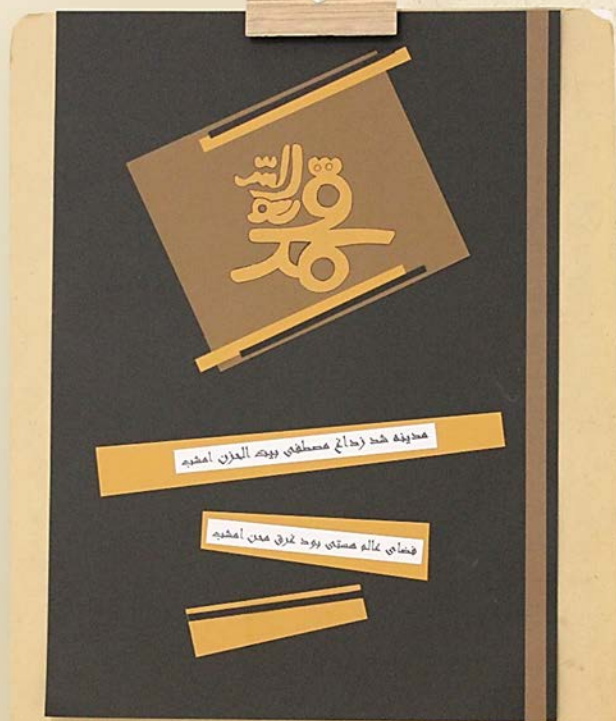 محمد رسول الله
مدینه شد زداغ مصطفی بیت الحزن امشب
فضای عالم هستی بود غرق محن امشب